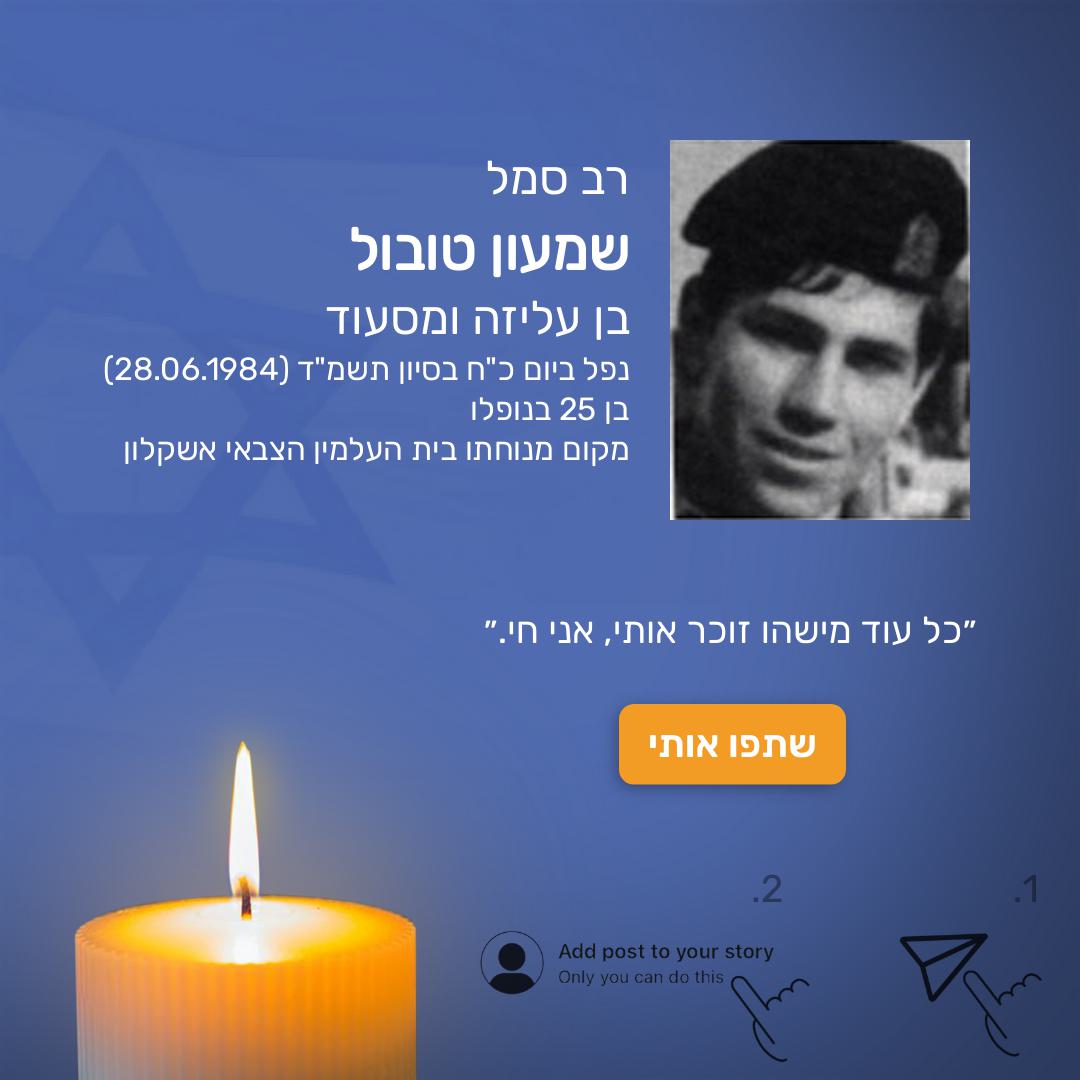 רב סמל
שמעון טובול
בן עליזה ומסעוד
נפל ביום כ"ח בסיון תשמ"ד (28.06.1984)
בן 25 בנופלו
מקום מנוחתו בית העלמין הצבאי אשקלון
״כל עוד מישהו זוכר אותי, אני חי.״
שתפו אותי
1.
2.
Add post to your story
Only you can do this